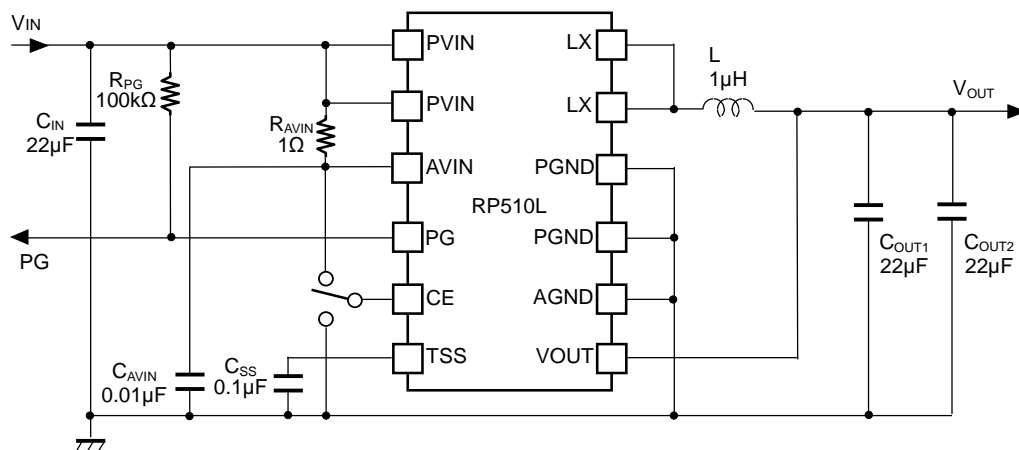 VIN
RPG
100kΩ
CIN
22µF
RAVIN
1Ω
PG
CAVIN
0.01µF
CSS
0.1µF
PVIN
PVIN
AVIN
PG
CE
TSS
RP510L
LX
LX
PGND
PGND
AGND
VOUT
L
1µH
VOUT
COUT1
22µF
COUT2
22µF